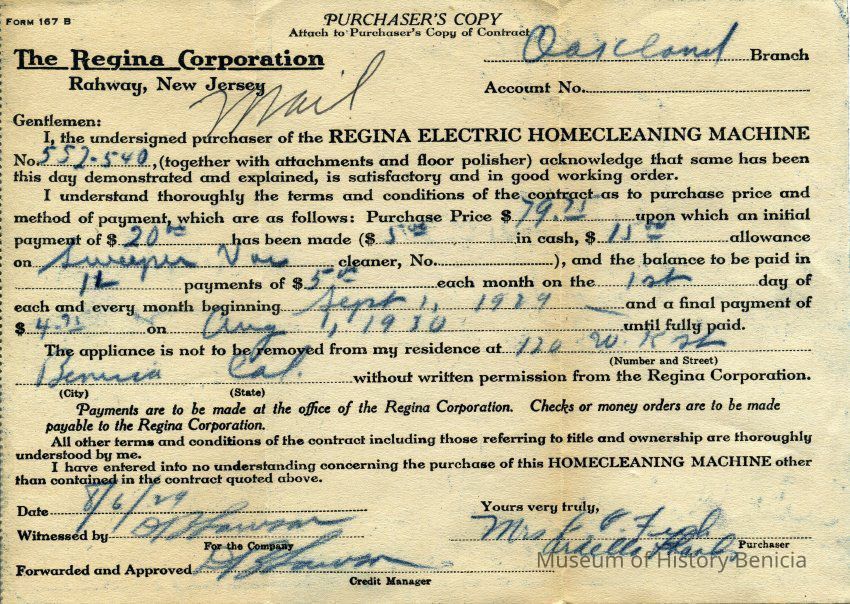 FORM 167 B
PURCHASER'S COPY
Attach to Purchaser's Copy of Contract
The Regina Corporation
Oakland Branch
Rahway, New Jersey
Account No.
Mail
Gentlemen:
I, the undersigned purchaser of the REGINA ELECTRIC HOMECLEANING MACHINE
No. 557-540, (together with attachments and floor polisher) acknowledge that same has been
this day demonstrated and explained, is satisfactory and in good working order.
I understand thoroughly the terms and conditions of the contract as to purchase price and
method of payment, which are as follows: Purchase Price $ 79.75 upon which an initial
payment of $ 20.00 has been made ($ 5.00 in cash, $ 15.00 allowance
on Sweeper Vac cleaner, No. ), and the balance to be paid in
12 payments of $ 5.00 each month on the 1st day of
each and every month beginning Sept 1, 1929 and a final payment of
$ 4.75 on Aug 1, 1930 until fully paid.
The appliance is not to be removed from my residence at 120 W. K St
(Number and Street)
Benicia Cal. without written permission from the Regina Corporation.
(City) (State)
Payments are to be made at the office of the Regina Corporation. Checks or money orders are to be made
payable to the Regina Corporation.
All other terms and conditions of the contract including those referring to title and ownership are thoroughly
understood by me.
I have entered into no understanding concerning the purchase of this HOMECLEANING MACHINE other
than contained in the contract quoted above.
Date 8/6/29
Yours very truly,
Witnessed by
Mrs
For the Company
Purchaser
Forwarded and Approved
Credit Manager
Museum of History Benicia